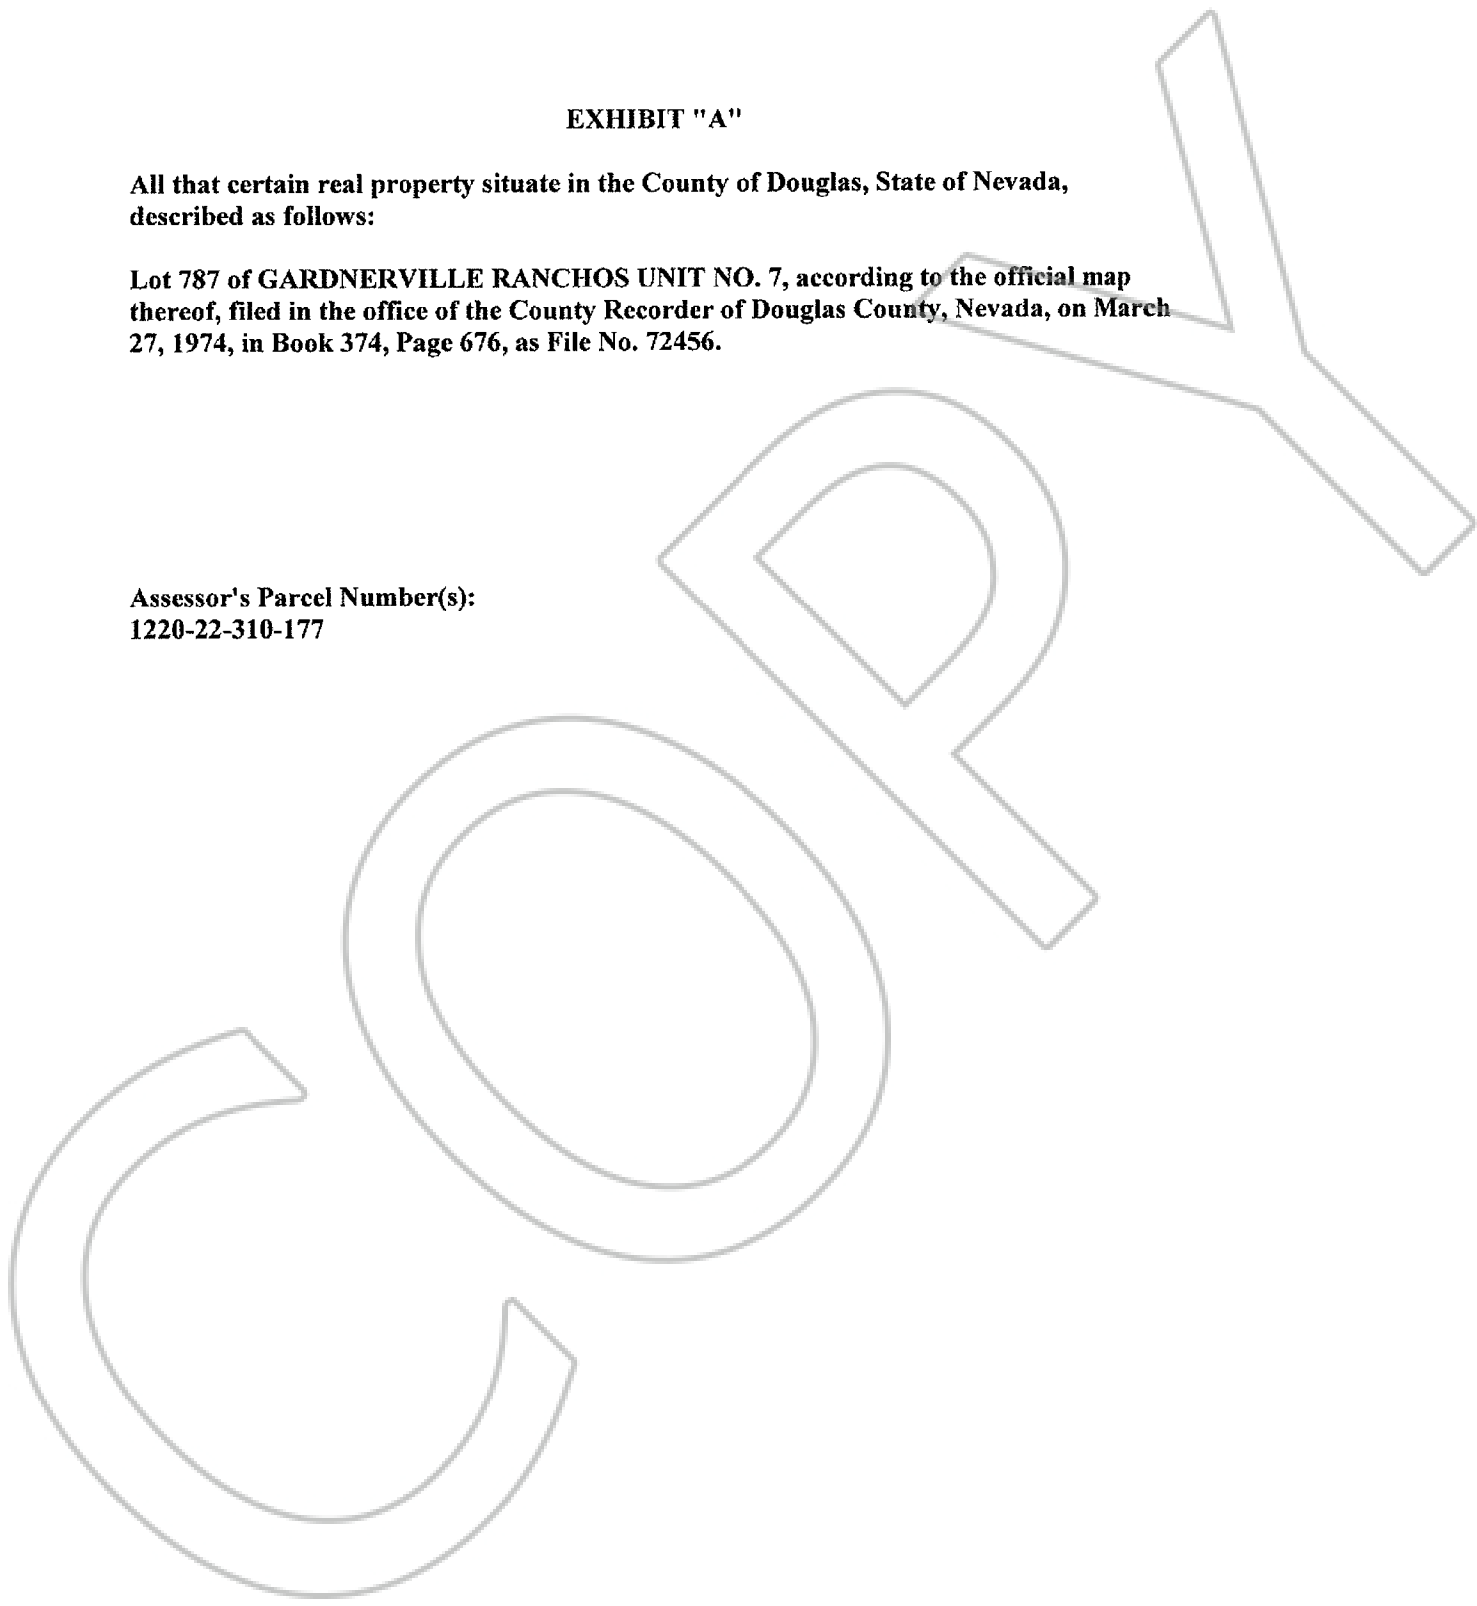 EXHIBIT "A"
All that certain real property situate in the County of Douglas, State of Nevada,
described as follows:
Lot 787 of GARDNERVILLE RANCHOS UNIT NO. 7, according to the official map
thereof, filed in the office of the County Recorder of Douglas County, Nevada, on March
27, 1974, in Book 374, Page 676, as File No. 72456.
Assessor's Parcel Number(s):
1220-22-310-177
COPY